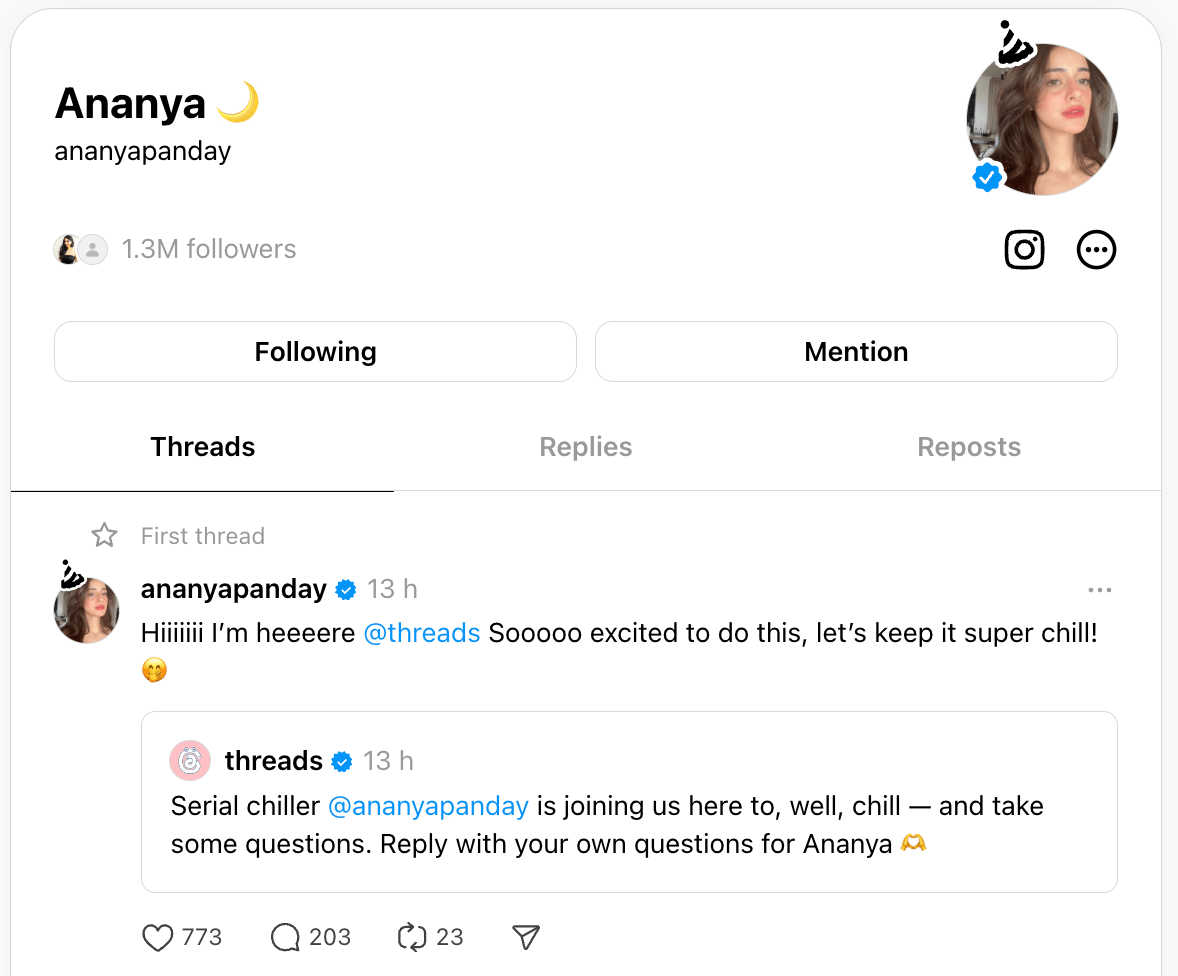 Ananya 🌙
ananyapanday
1.3M followers
Following
Mention
Threads
Replies
Reposts
First thread
ananyapanday 13 h
Hiiiiiii I’m heeeere @threads Sooooo excited to do this, let’s keep it super chill!
🤭
threads 13 h
Serial chiller @ananyapanday is joining us here to, well, chill — and take
some questions. Reply with your own questions for Ananya 🫶
773 203 23